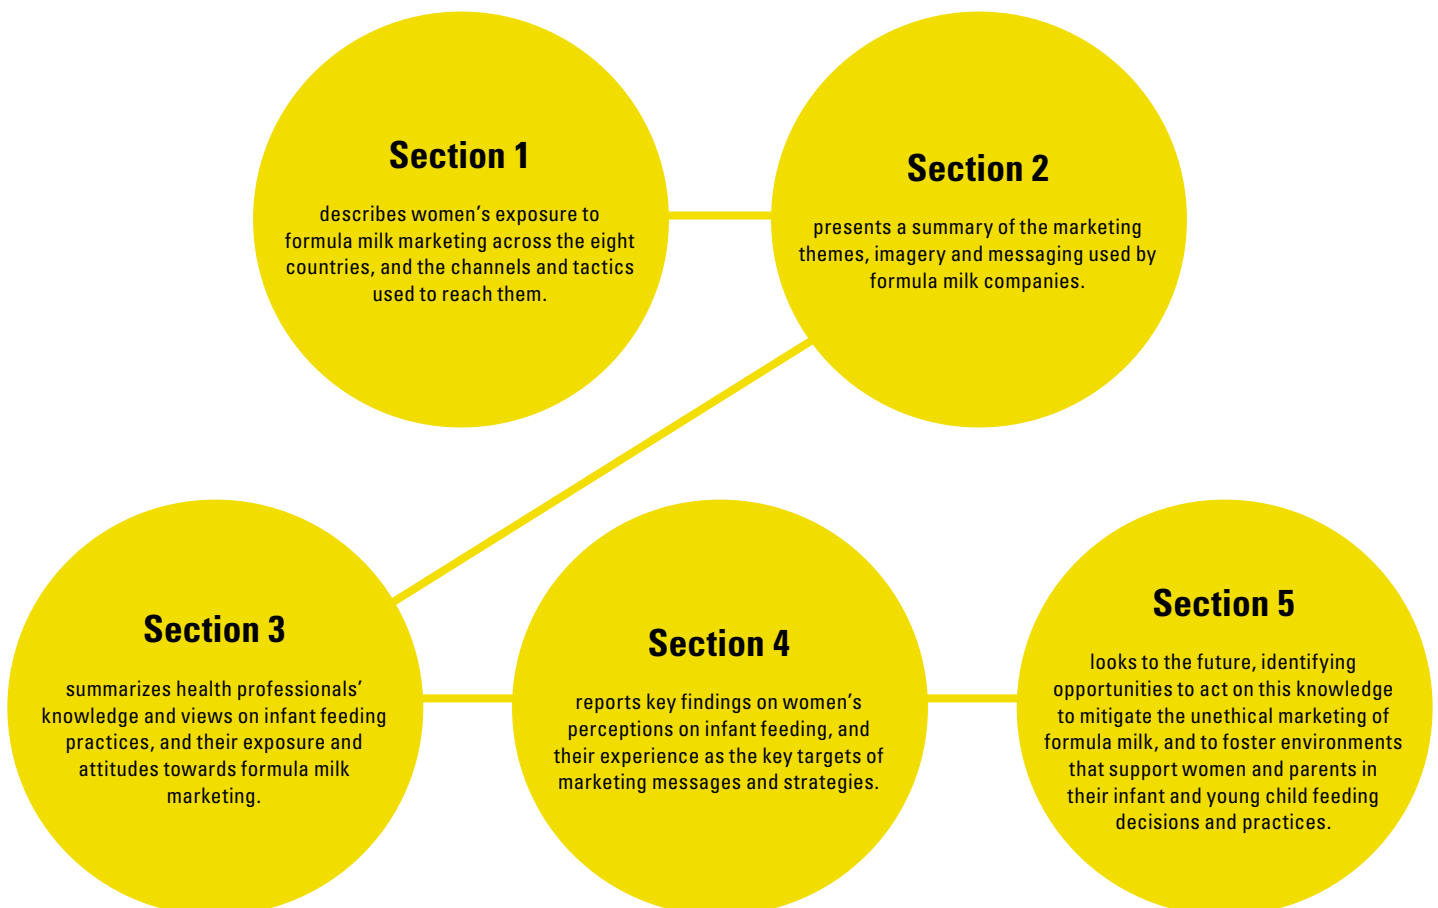 Section 1
describes women's exposure to
formula milk marketing across the eight
countries, and the channels and tactics
used to reach them.
Section 2
presents a summary of the marketing
themes, imagery and messaging used by
formula milk companies.
Section 3
summarizes health professionals'
knowledge and views on infant feeding
practices, and their exposure and
attitudes towards formula milk
marketing.
Section 4
reports key findings on women's
perceptions on infant feeding, and
their experience as the key targets of
marketing messages and strategies.
Section 5
looks to the future, identifying
opportunities to act on this knowledge
to mitigate the unethical marketing of
formula milk, and to foster environments
that support women and parents in
their infant and young child feeding
decisions and practices.